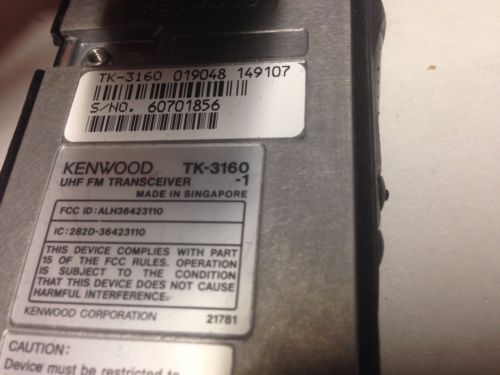 KENWOOD
TK-3160 019048 149107
S/NO. 60701856
KENWOOD TK-3160
UHF FM TRANSCEIVER -1
MADE IN SINGAPORE
FCC ID:ALH36423110
IC:282D-36423110
THIS DEVICE COMPLIES WITH PART
15 OF THE FCC RULES. OPERATION
IS SUBJECT TO THE CONDITION
THAT THIS DEVICE DOES NOT CAUSE
HARMFUL INTERFERENCE.
KENWOOD CORPORATION 21781
CAUTION:
Device must be restricted to